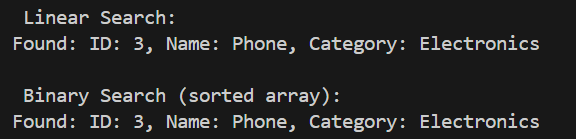 Linear Search:
Found: ID: 3, Name: Phone, Category: Electronics
Binary Search (sorted array):
Found: ID: 3, Name: Phone, Category: Electronics